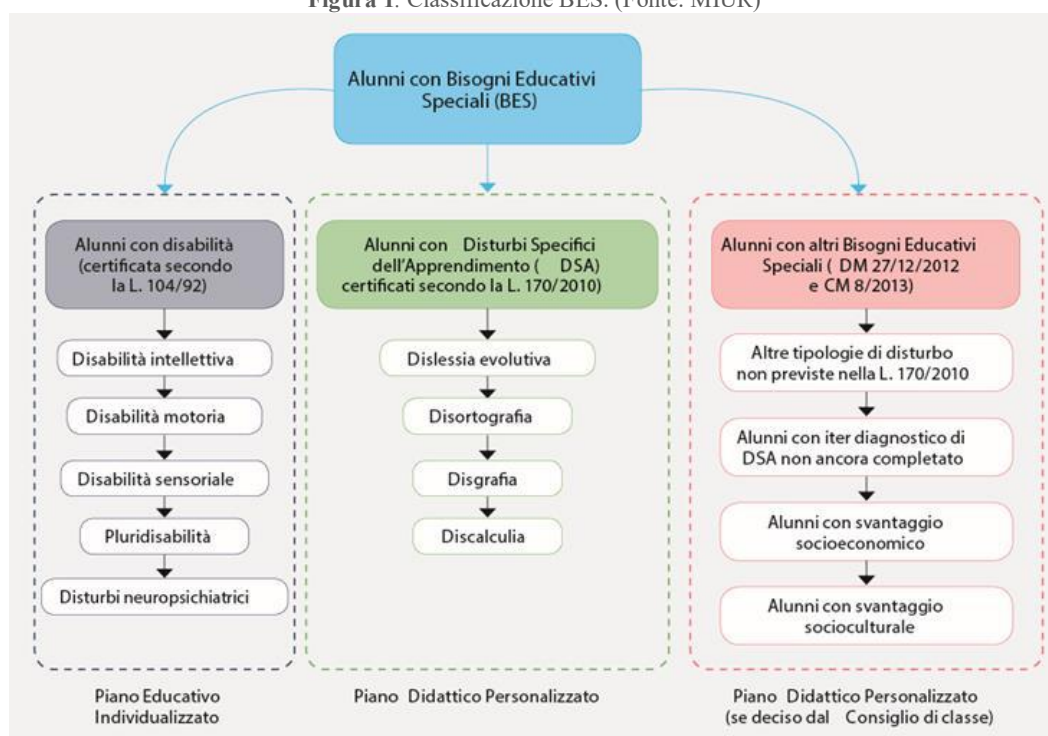 Figura 1. Classificazione BES. (Fonte: MIUR)
Alunni con Bisogni Educativi
Speciali (BES)
Alunni con disabilità
(certificata secondo
la L. 104/92)
Disabilità intellettiva
Disabilità motoria
Disabilità sensoriale
Pluridisabilità
Disturbi neuropsichiatrici
Piano Educativo
Individualizzato
Alunni con Disturbi Specifici
dell'Apprendimento ( DSA)
certificati secondo la L. 170/2010)
Dislessia evolutiva
Disortografia
Disgrafia
Discalculia
Piano Didattico Personalizzato
Alunni con altri Bisogni Educativi
Speciali ( DM 27/12/2012
e CM 8/2013)
Altre tipologie di disturbo
non previste nella L. 170/2010
Alunni con iter diagnostico di
DSA non ancora completato
Alunni con svantaggio
socioeconomico
Alunni con svantaggio
socioculturale
Piano Didattico Personalizzato
(se deciso dal Consiglio di classe)